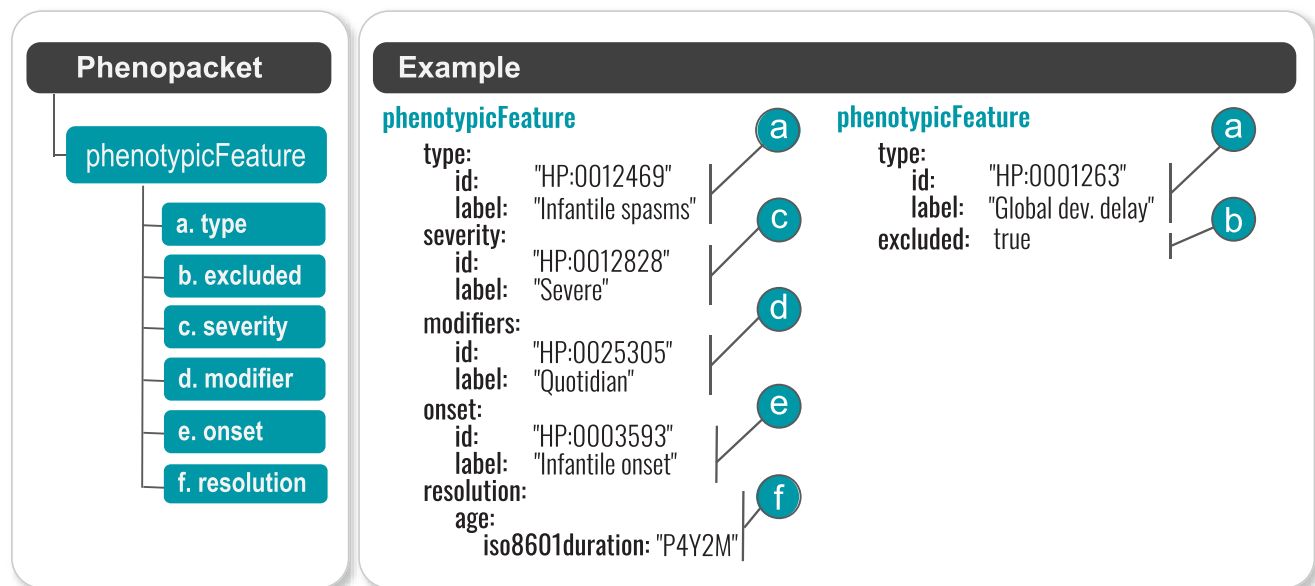 Phenopacket
phenotypicFeature
a. type
b. excluded
c. severity
d. modifier
e. onset
f. resolution
Example
phenotypicFeature
type:
id: "HP:0012469"
label: "Infantile spasms"
a
severity:
id: "HP:0012828"
label: "Severe"
c
modifiers:
id: "HP:0025305"
label: "Quotidian"
d
onset:
id: "HP:0003593"
label: "Infantile onset"
e
resolution:
age:
iso8601duration: "P4Y2M"
f
phenotypicFeature
type:
id: "HP:0001263"
label: "Global dev. delay"
a
excluded: true
b